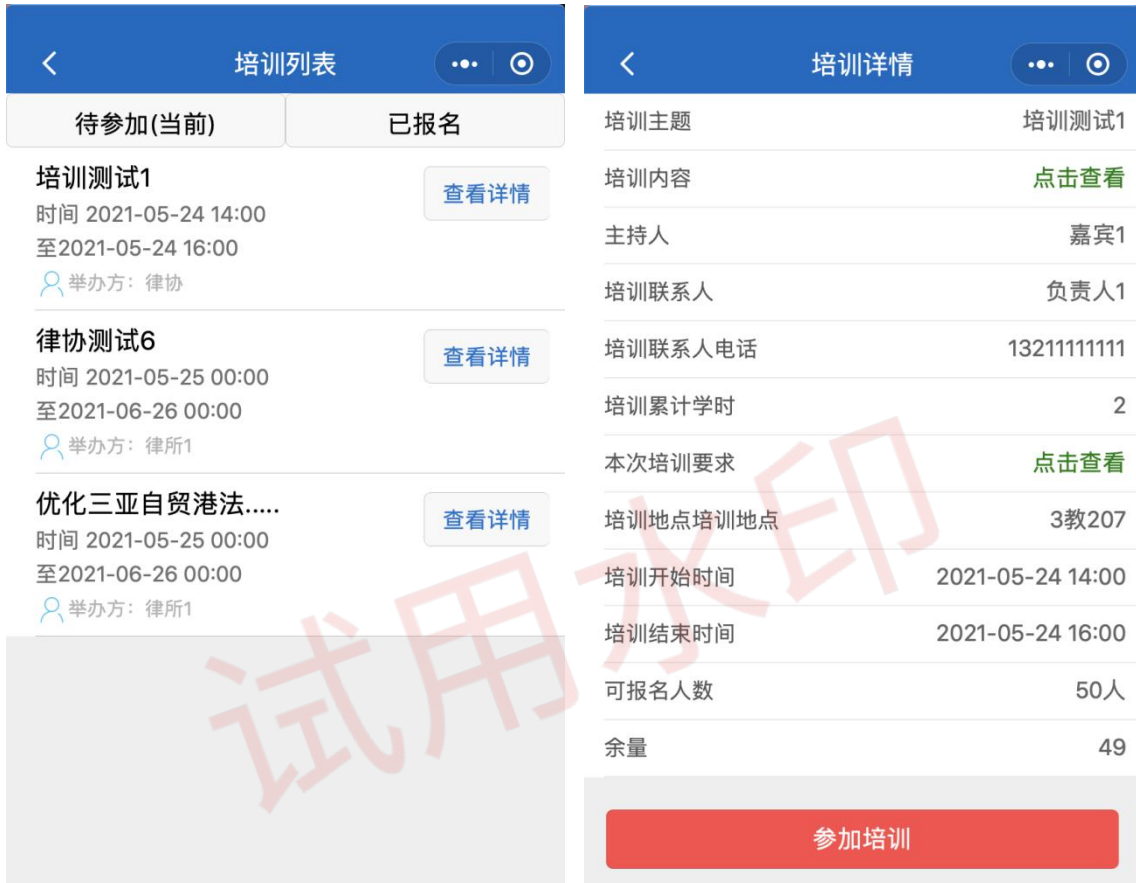 培训列表
待参加(当前)
已报名
培训测试1
查看详情
时间 2021-05-24 14:00
至2021-05-24 16:00
举办方：律协
律协测试6
查看详情
时间 2021-05-25 00:00
至2021-06-26 00:00
举办方：律所1
优化三亚自贸港法.....
查看详情
时间 2021-05-25 00:00
至2021-06-26 00:00
举办方：律所1
培训详情
培训主题 培训测试1
培训内容 点击查看
主持人 嘉宾1
培训联系人 负责人1
培训联系人电话 13211111111
培训累计学时 2
本次培训要求 点击查看
培训地点培训地点 3教207
培训开始时间 2021-05-24 14:00
培训结束时间 2021-05-24 16:00
可报名人数 50人
余量 49
参加培训
试用水印